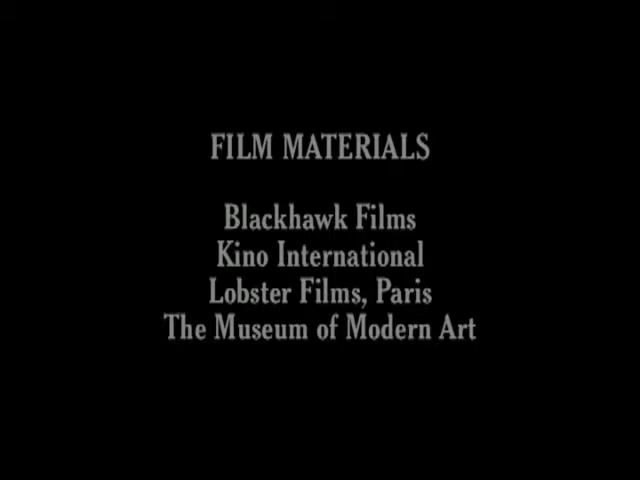 FILM MATERIALS
Blackhawk Films
Kino International
Lobster Films, Paris
The Museum of Modern Art